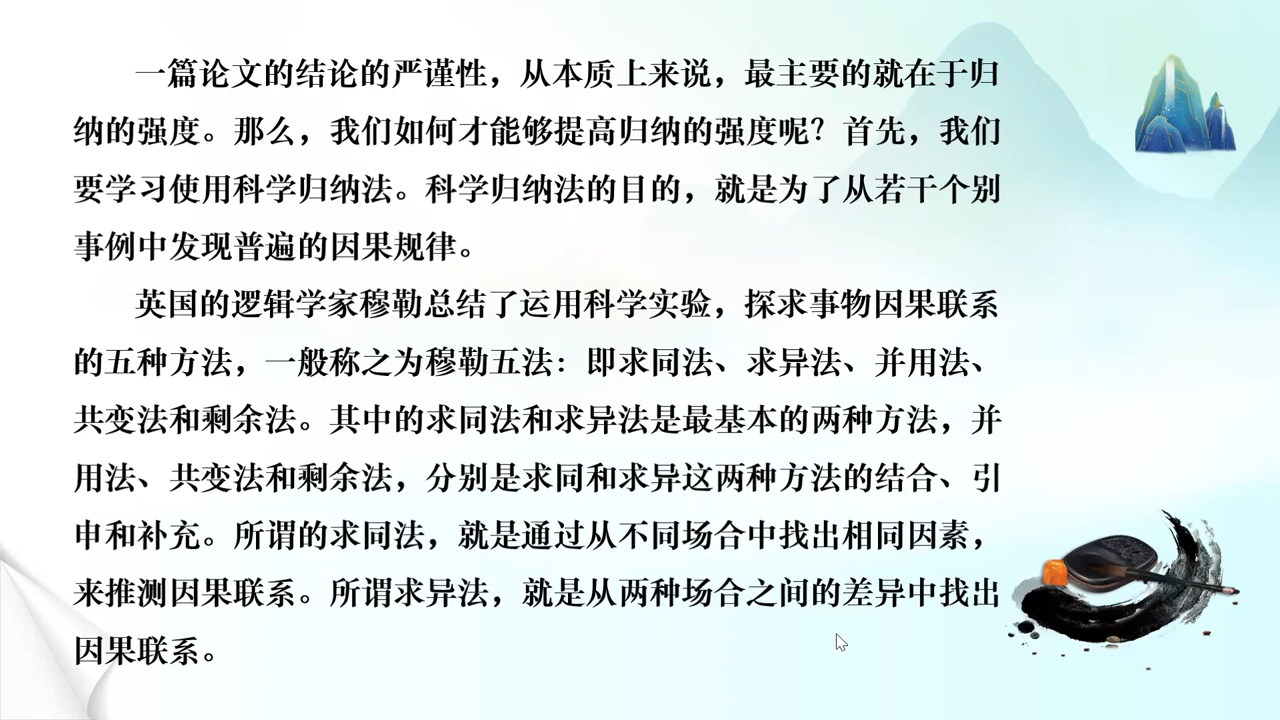 一篇论文的结论的严谨性，从本质上来说，最主要的就在于归
纳的强度。那么，我们如何才能够提高归纳的强度呢？首先，我们
要学习使用科学归纳法。科学归纳法的目的，就是为了从若干个别
事例中发现普遍的因果规律。
英国的逻辑学家穆勒总结了运用科学实验，探求事物因果联系
的五种方法，一般称之为穆勒五法：即求同法、求异法、并用法、
共变法和剩余法。其中的求同法和求异法是最基本的两种方法，并
用法、共变法和剩余法，分别是求同和求异这两种方法的结合、引
申和补充。所谓的求同法，就是通过从不同场合中找出相同因素，
来推测因果联系。所谓求异法，就是从两种场合之间的差异中找出
因果联系。